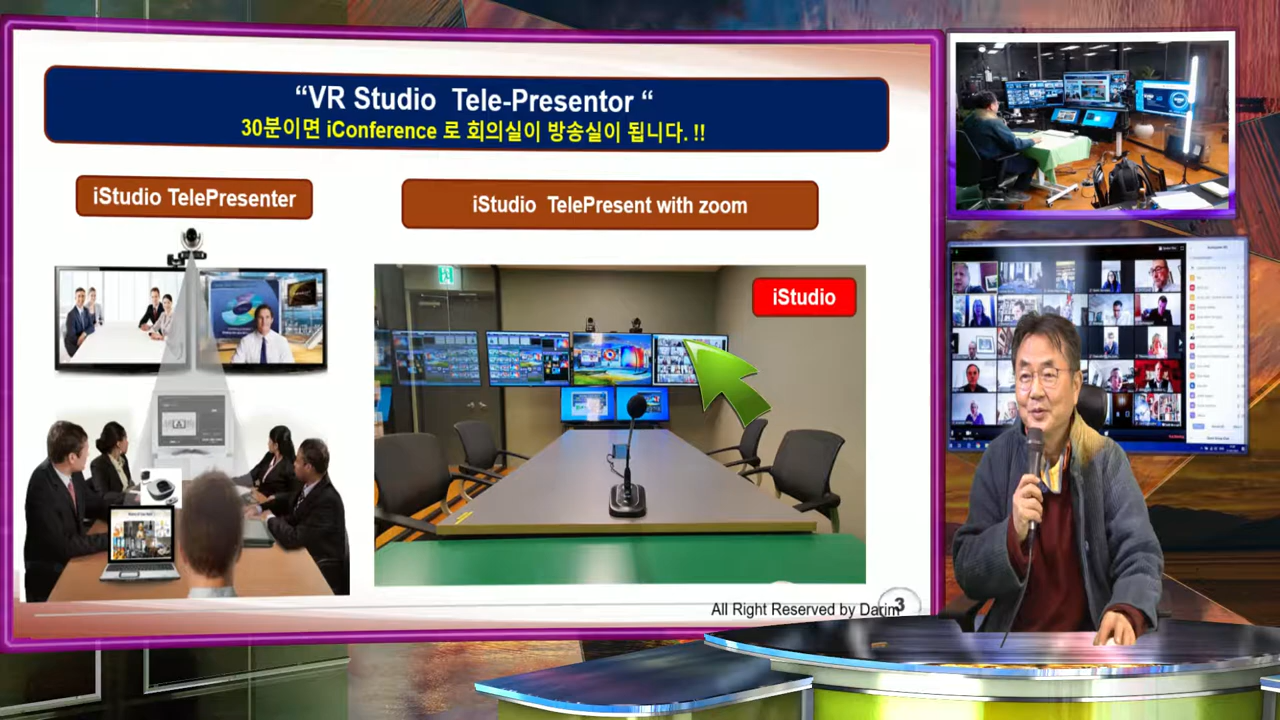 “VR Studio Tele-Presentor “
30분이면 iConference 로 회의실이 방송실이 됩니다. !!
iStudio TelePresenter
iStudio TelePresent with zoom
iStudio
All Right Reserved by Darim
3